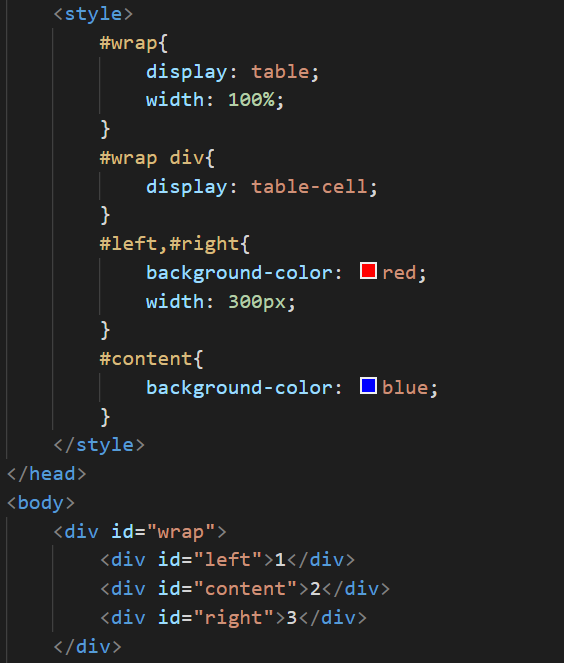 <style>
#wrap{
display: table;
width: 100%;
}
#wrap div{
display: table-cell;
}
#left,#right{
background-color: red;
width: 300px;
}
#content{
background-color: blue;
}
</style>
</head>
<body>
<div id="wrap">
<div id="left">1</div>
<div id="content">2</div>
<div id="right">3</div>
</div>